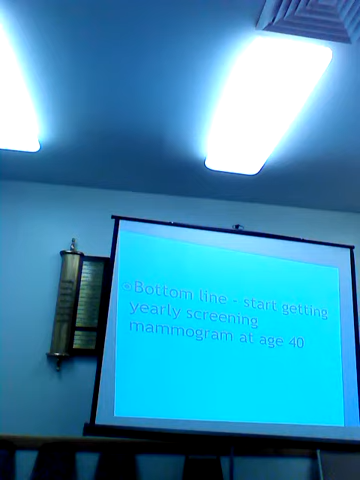 Bottom line - start getting
yearly screening
mammogram at age 40